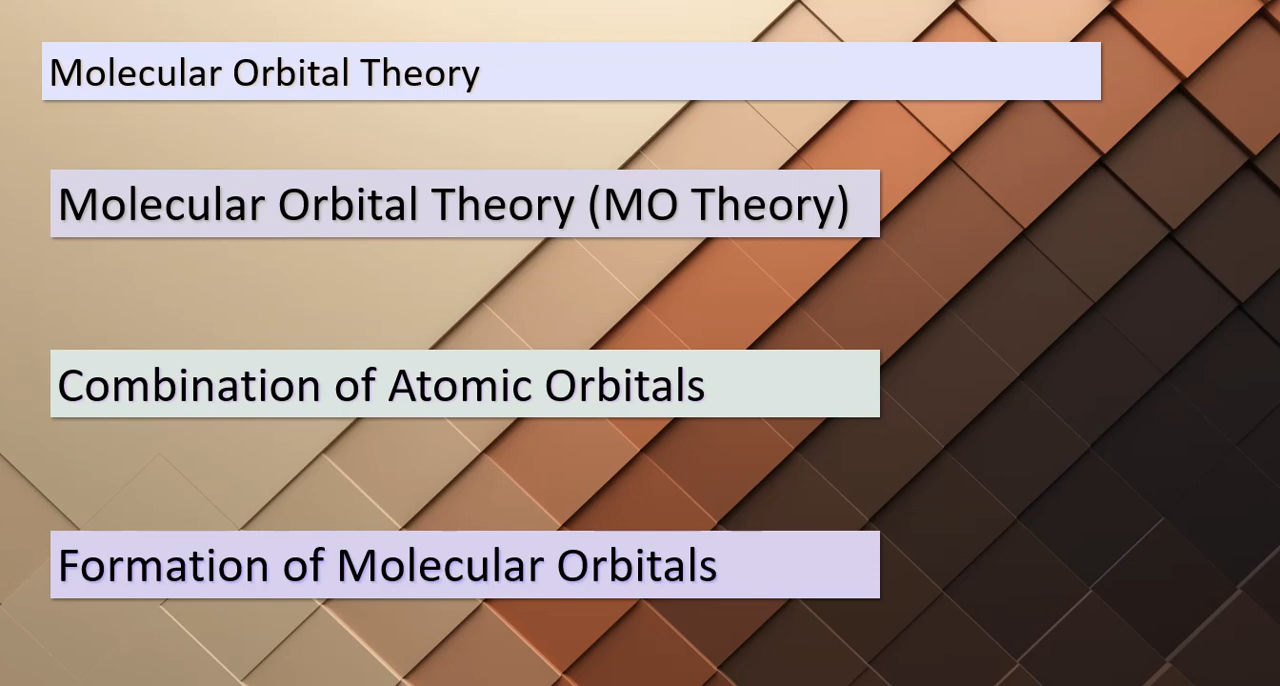 Molecular Orbital Theory
Molecular Orbital Theory (MO Theory)
Combination of Atomic Orbitals
Formation of Molecular Orbitals